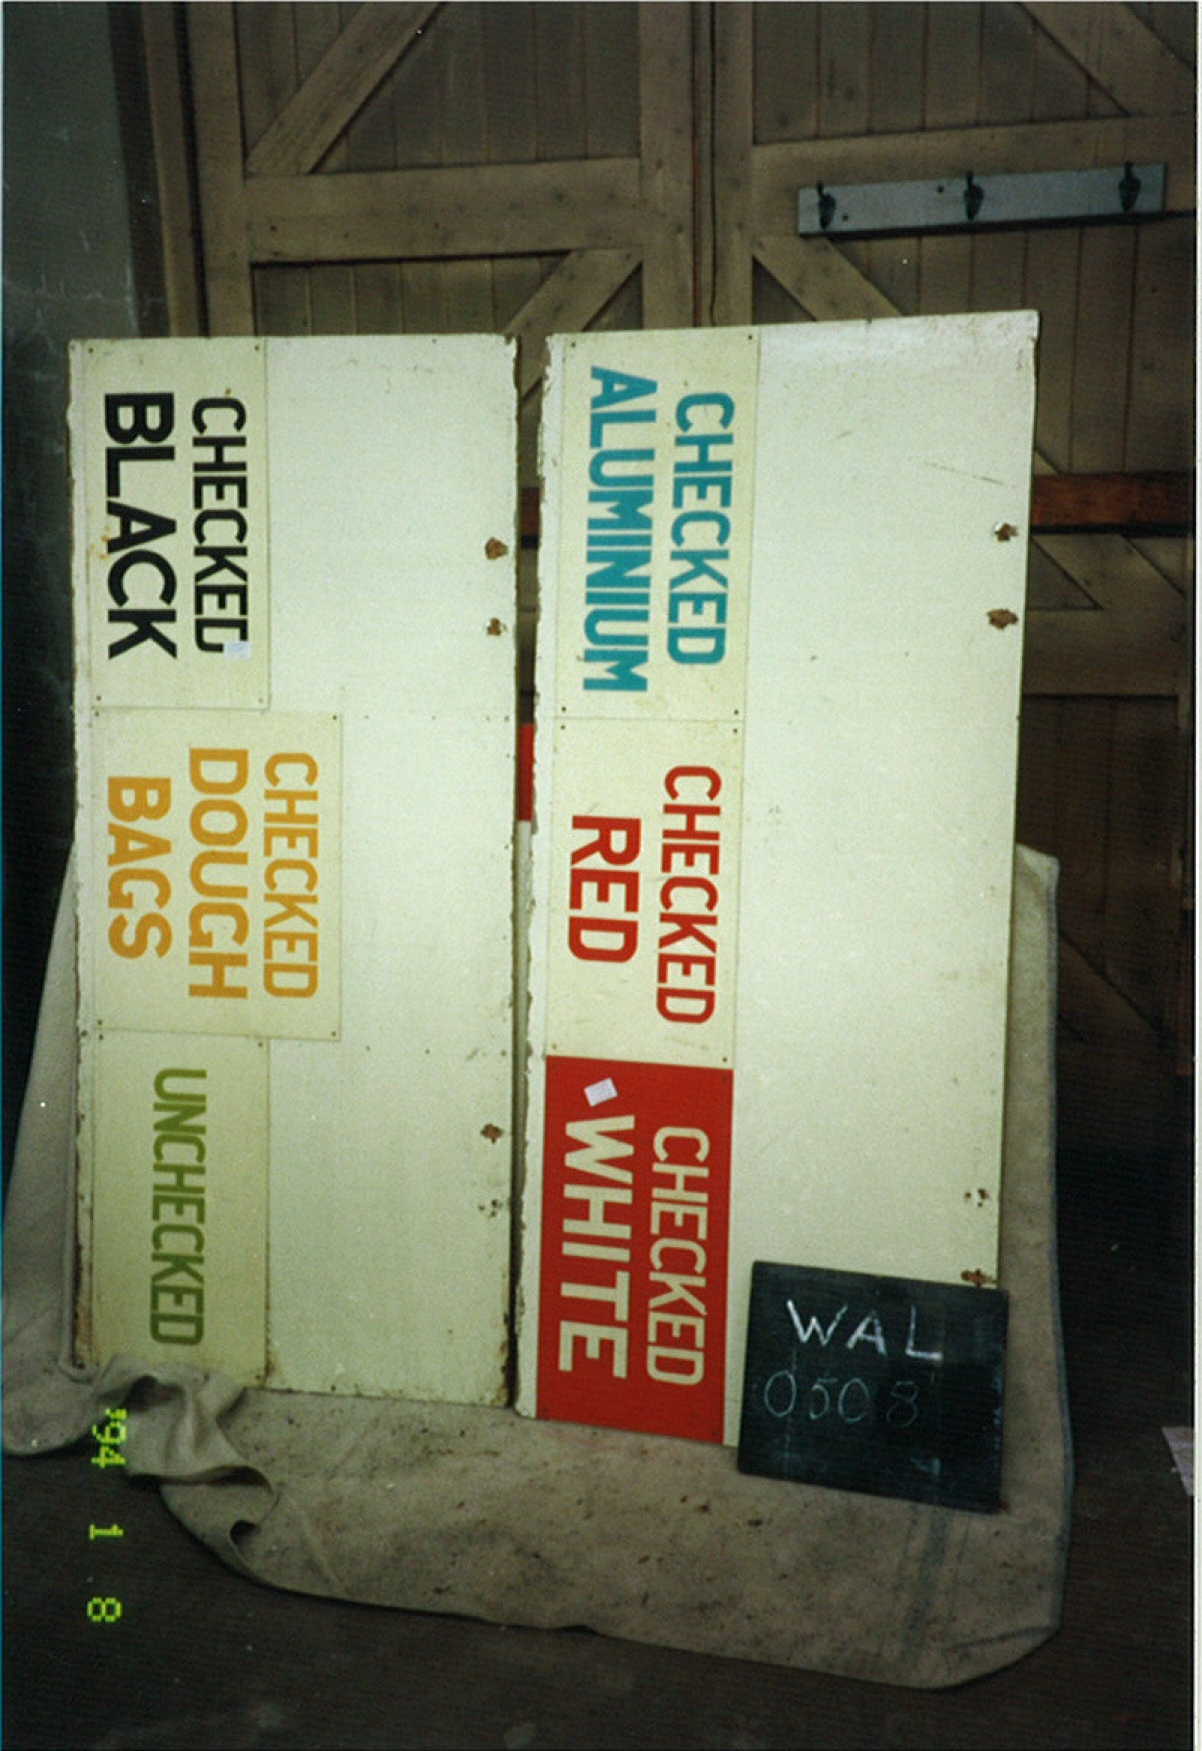 CHECKED
BLACK
CHECKED
DOUGH
BAGS
UNCHECKED
CHECKED
ALUMINIUM
CHECKED
RED
CHECKED
WHITE
WAL
0508
'94 1 8